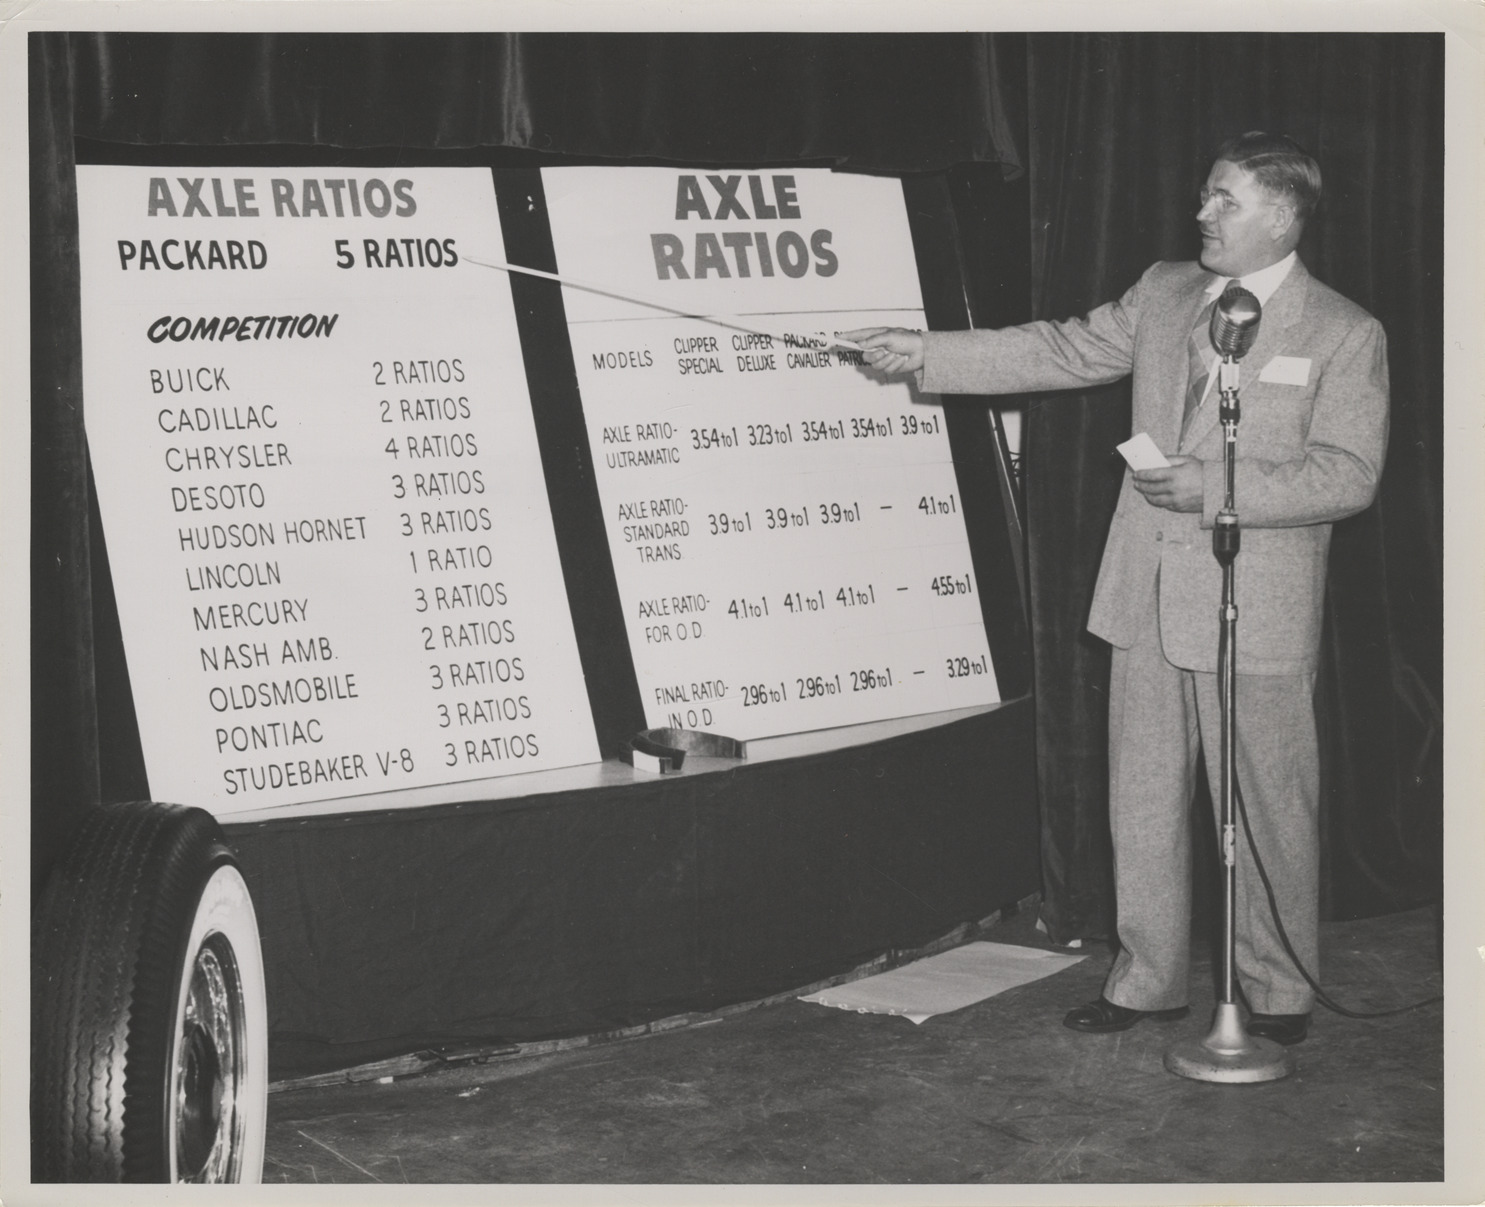 AXLE RATIOS
PACKARD 5 RATIOS
COMPETITION
BUICK 2 RATIOS
CADILLAC 2 RATIOS
CHRYSLER 4 RATIOS
DESOTO 3 RATIOS
HUDSON HORNET 3 RATIOS
LINCOLN 1 RATIO
MERCURY 3 RATIOS
NASH AMB. 2 RATIOS
OLDSMOBILE 3 RATIOS
PONTIAC 3 RATIOS
STUDEBAKER V-8 3 RATIOS
AXLE
RATIOS
CLIPPER CLIPPER PACKARD
MODELS SPECIAL DELUXE CAVALIER
AXLE RATIO- 3.54 to 1 3.23 to 1 3.54 to 1 3.54 to 1 3.9 to 1
ULTRAMATIC
AXLE RATIO-
STANDARD 3.9 to 1 3.9 to 1 3.9 to 1 – 4.1 to 1
TRANS.
AXLE RATIO- 4.1 to 1 4.1 to 1 4.1 to 1 – 4.55 to 1
FOR O.D.
FINAL RATIO- 2.96 to 1 2.96 to 1 2.96 to 1 – 3.29 to 1
IN O.D.